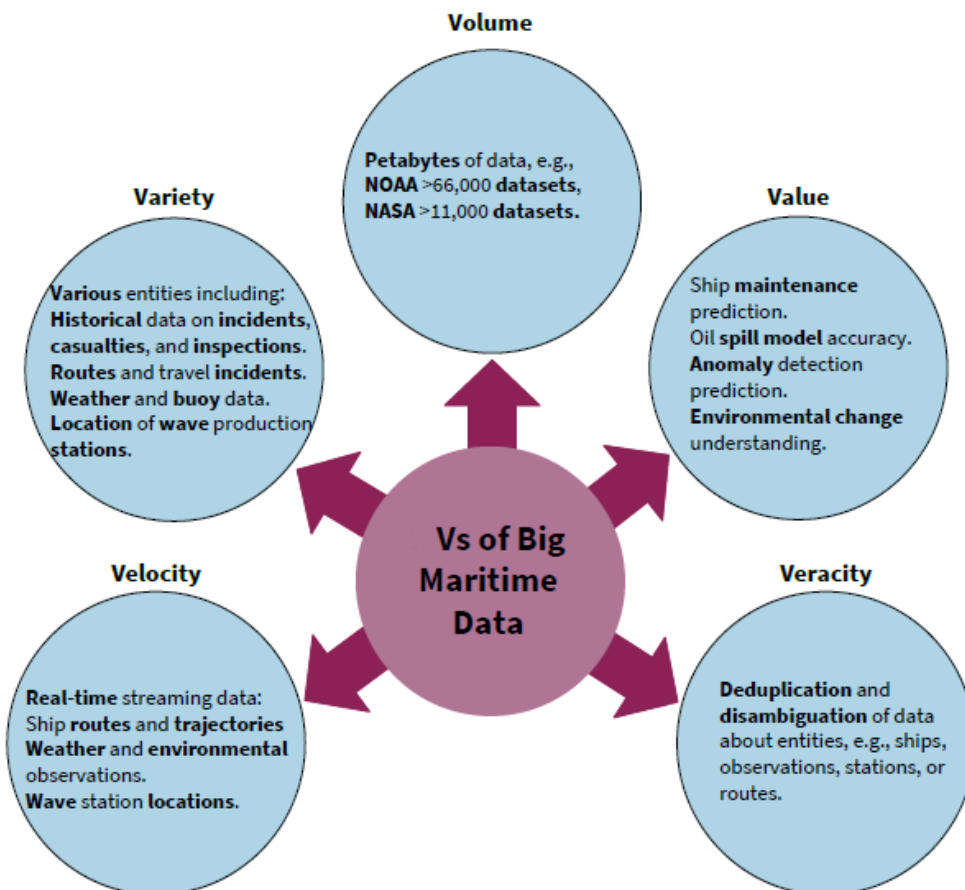 Volume
Petabytes of data, e.g.,
NOAA >66,000 datasets,
NASA >11,000 datasets.
Variety
Various entities including:
Historical data on incidents,
casualties, and inspections.
Routes and travel incidents.
Weather and buoy data.
Location of wave production
stations.
Value
Ship maintenance
prediction.
Oil spill model accuracy.
Anomaly detection
prediction.
Environmental change
understanding.
Vs of Big
Maritime
Data
Velocity
Real-time streaming data:
Ship routes and trajectories
Weather and environmental
observations.
Wave station locations.
Veracity
Deduplication and
disambiguation of data
about entities, e.g., ships,
observations, stations, or
routes.